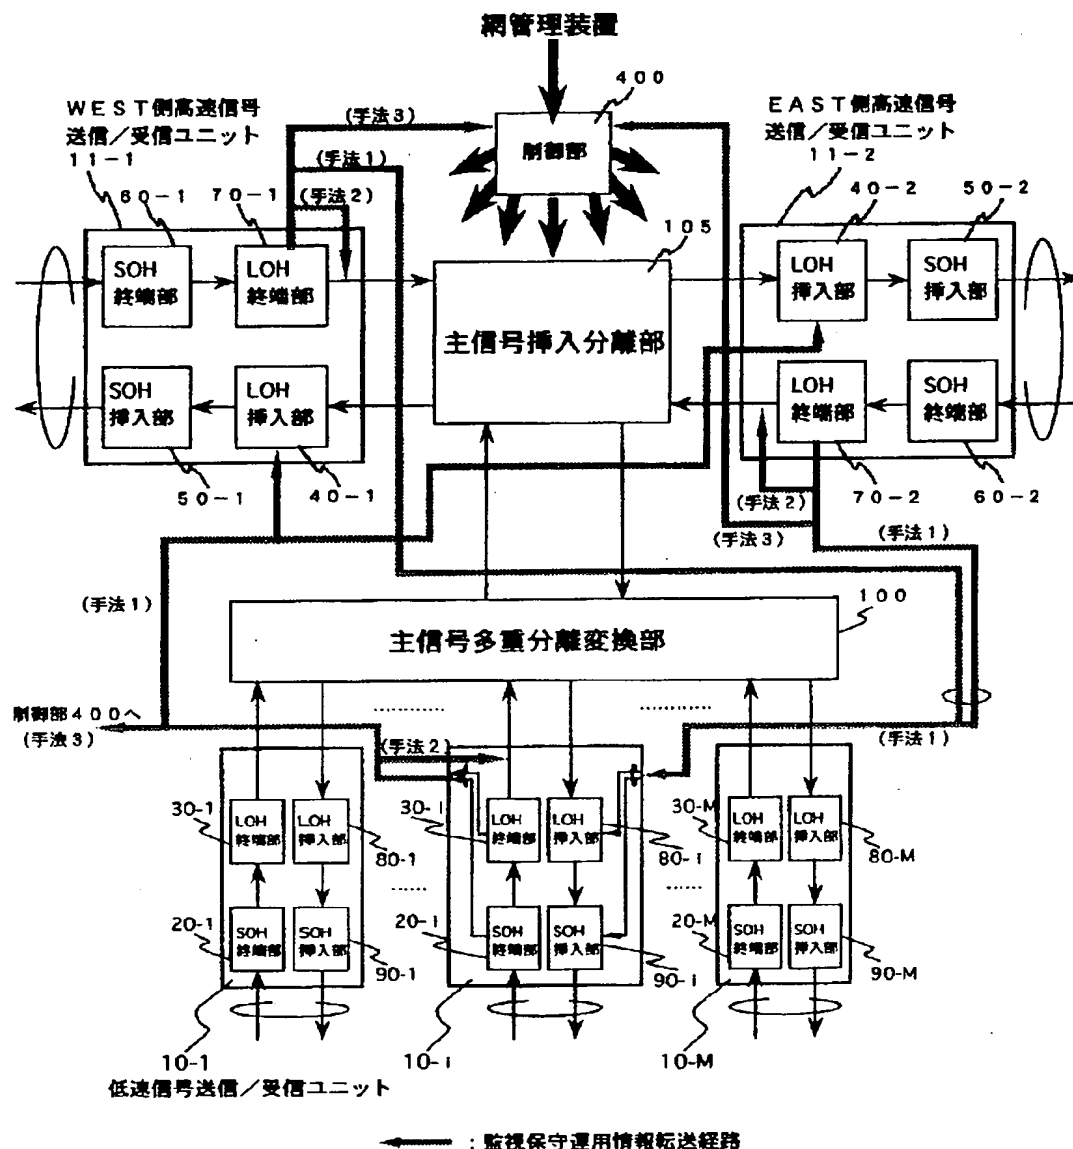 網管理装置
400
制御部
WEST側高速信号
送信/受信ユニット
11-1
60-1
70-1
(手法3)
(手法1)
(手法2)
EAST側高速信号
送信/受信ユニット
11-2
40-2
50-2
105
SOH
終端部
LOH
終端部
主信号挿入分離部
LOH
挿入部
SOH
挿入部
SOH
挿入部
LOH
挿入部
LOH
終端部
SOH
終端部
50-1
40-1
70-2
60-2
(手法2)
(手法3)
(手法1)
(手法1)
100
主信号多重分離変換部
制御部400へ
(手法3)
(手法2)
(手法1)
30-1
LOH
終端部
LOH
挿入部
80-1
30-i
LOH
終端部
LOH
挿入部
80-i
30-M
LOH
終端部
LOH
挿入部
80-M
20-1
SOH
終端部
SOH
挿入部
90-1
20-i
SOH
終端部
SOH
挿入部
90-i
20-M
SOH
終端部
SOH
挿入部
90-M
10-1
10-i
10-M
低速信号送信/受信ユニット
:監視保守運用情報転送経路